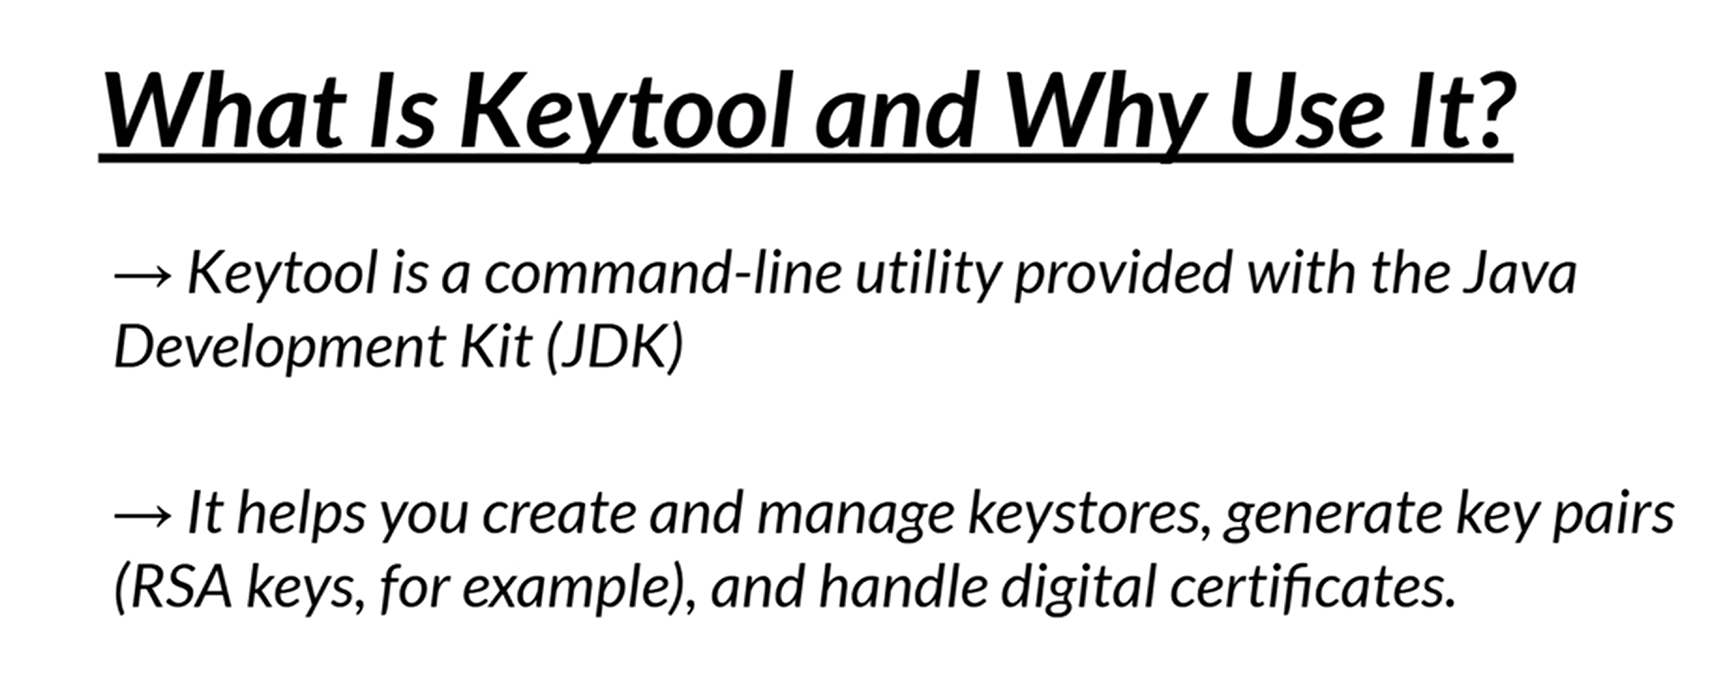 What Is Keytool and Why Use It?
→ Keytool is a command-line utility provided with the Java
Development Kit (JDK)
→ It helps you create and manage keystores, generate key pairs
(RSA keys, for example), and handle digital certificates.